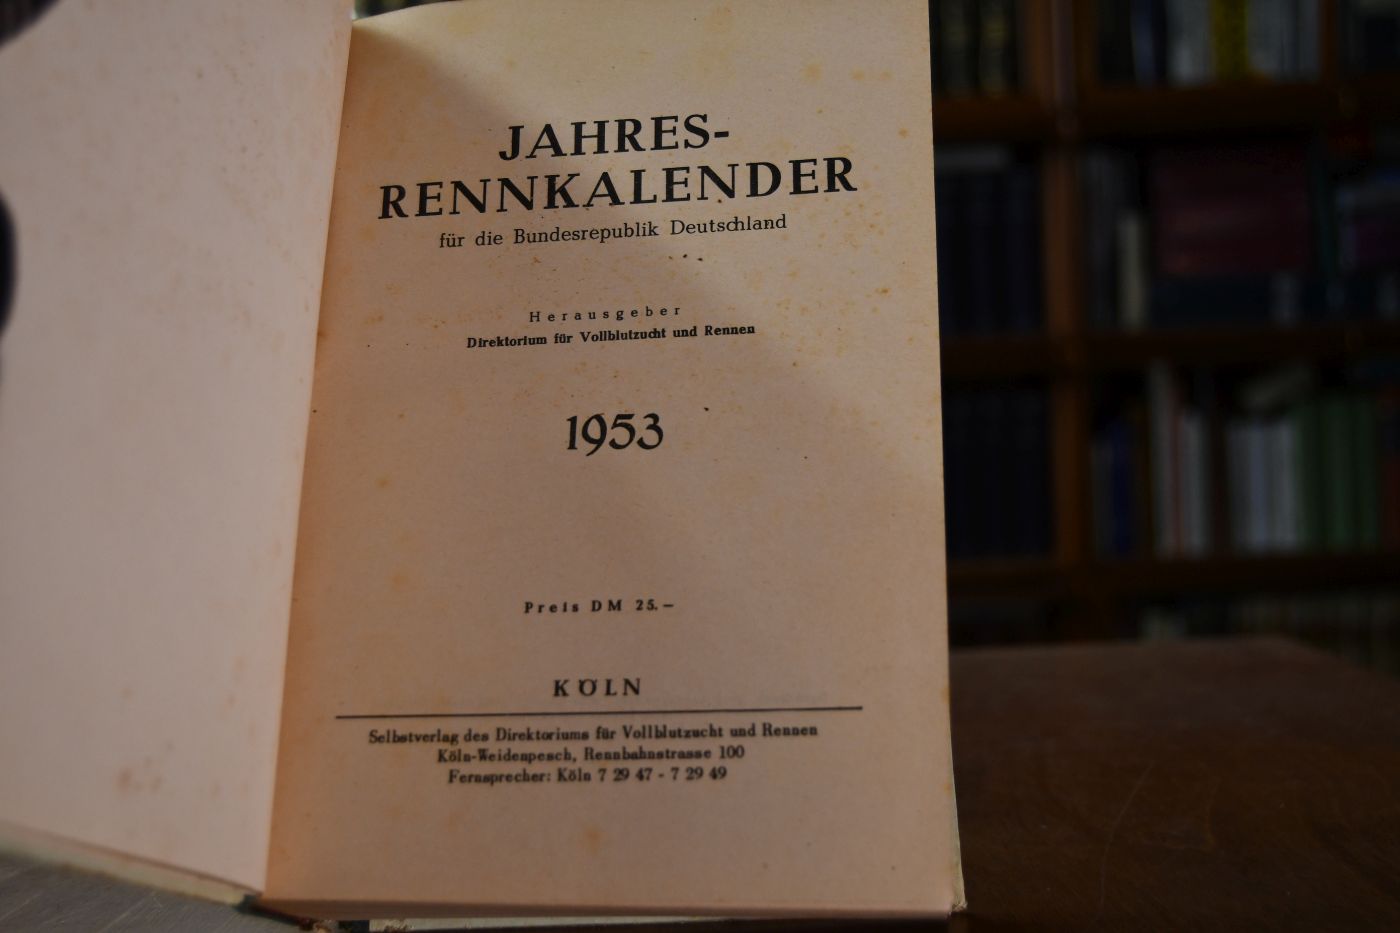 JAHRES-
RENNKALENDER
für die Bundesrepublik Deutschland
Herausgeber
Direktorium für Vollblutzucht und Rennen
1953
Preis DM 25.–
KÖLN
Selbstverlag des Direktoriums für Vollblutzucht und Rennen
Köln-Weidenpesch, Rennbahnstrasse 100
Fernsprecher: Köln 7 29 47 - 7 29 49